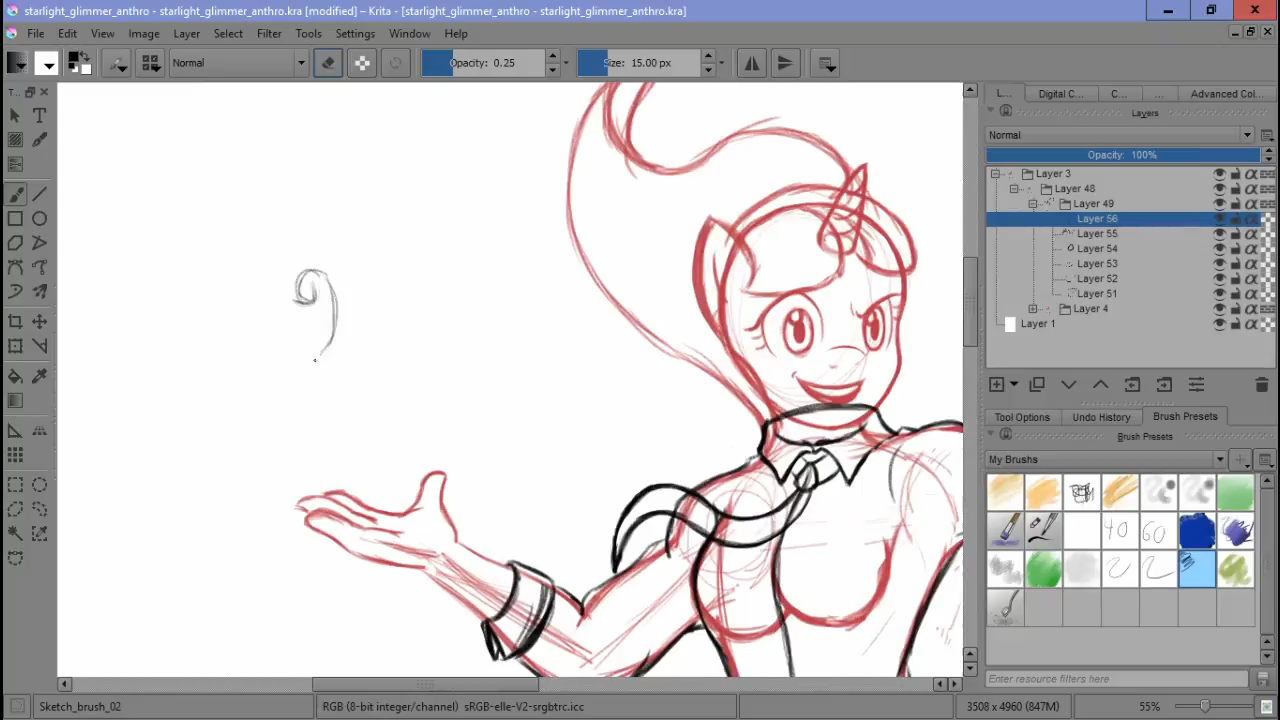 starlight_glimmer_anthro - starlight_glimmer_anthro.kra [modified] – Krita - [starlight_glimmer_anthro - starlight_glimmer_anthro.kra]
File Edit View Image Layer Select Filter Tools Settings Window Help
Normal Opacity: 0.25 Size: 15.00 px
T... L... Digital C... C... ... Advanced Col...
Layers
Normal
Opacity: 100%
Layer 3
Layer 48
Layer 49
Layer 56
Layer 55
Layer 54
Layer 53
Layer 52
Layer 51
Layer 4
Layer 1
Tool Options Undo History Brush Presets
Brush Presets
My Brushes
40 60
Enter resource filters here
Sketch_brush_02 RGB (8-bit integer/channel) sRGB-elle-V2-srgbtrc.icc 3508 x 4960 (847M) 55%